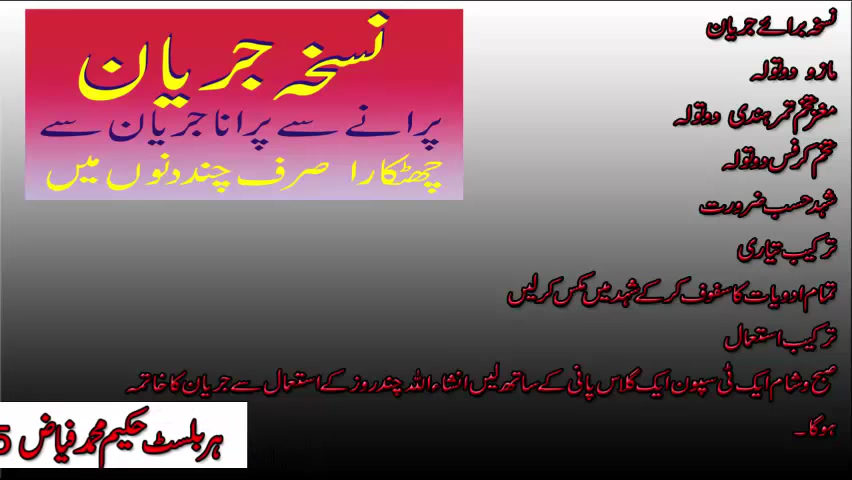 نسخہ جریان
پرانے سے پرانا جریان سے
چھٹکارا صرف چند دنوں میں
نسخہ برائے جریان
مازو دو تولہ
مغز تخم تمر ہندی دو تولہ
تخم کرفس دو تولہ
شہد حسب ضرورت
ترکیب تیاری
تمام ادویات کا سفوف کر کے شہد میں مکس کر لیں
ترکیب استعمال
صبح و شام ایک ٹی سپون ایک گلاس پانی کے ساتھ لیں انشاء اللہ چند روز کے استعمال سے جریان کا خاتمہ
ہو گا۔
ہربلسٹ حکیم محمد فیاض 5